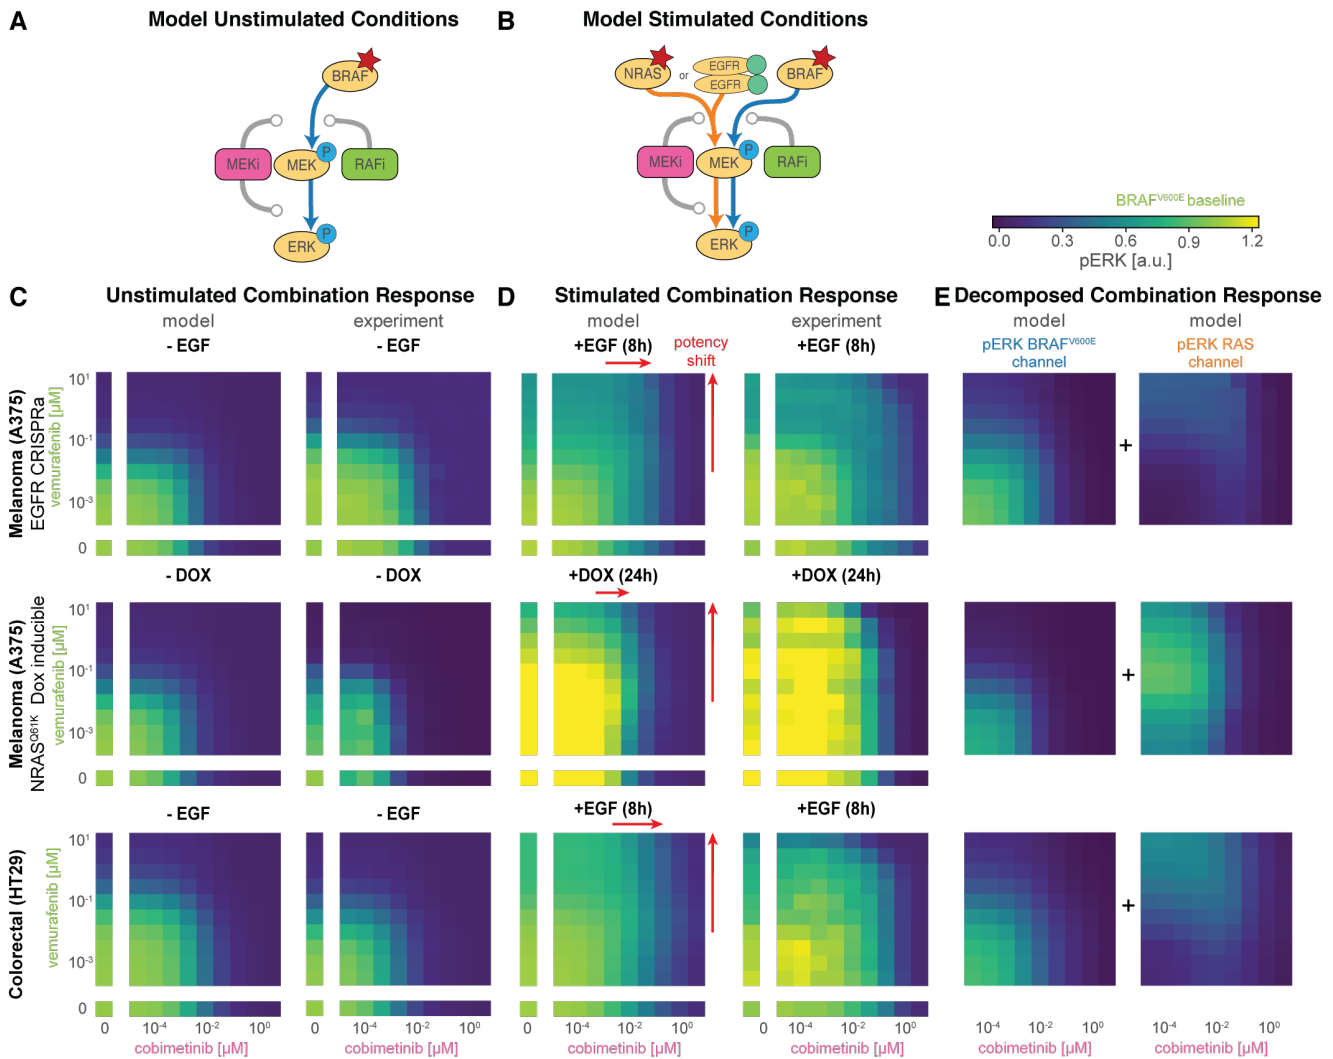 A Model Unstimulated Conditions
B Model Stimulated Conditions
BRAF
MEKi
MEK
P
RAFi
ERK
P
NRAS
or
EGFR
EGFR
BRAF
MEKi
MEK
P
RAFi
ERK
P
BRAFV600E baseline
0.0 0.3 0.6 0.9 1.2
pERK [a.u.]
C Unstimulated Combination Response
model experiment
D Stimulated Combination Response
model experiment
E Decomposed Combination Response
model model
- EGF - EGF +EGF (8h) +EGF (8h)
potency
shift
pERK BRAFV600E
channel
pERK RAS
channel
Melanoma (A375)
EGFR CRISPRa
vemurafenib [µM]
10¹
10⁻¹
10⁻³
0
+
- DOX - DOX +DOX (24h) +DOX (24h)
Melanoma (A375)
NRASQ61K Dox inducible
vemurafenib [µM]
10¹
10⁻¹
10⁻³
0
+
- EGF - EGF +EGF (8h) +EGF (8h)
Colorectal (HT29)
vemurafenib [µM]
10¹
10⁻¹
10⁻³
0
+
0 10⁻⁴ 10⁻² 10⁰ 0 10⁻⁴ 10⁻² 10⁰ 0 10⁻⁴ 10⁻² 10⁰ 0 10⁻⁴ 10⁻² 10⁰ 10⁻⁴ 10⁻² 10⁰ 10⁻⁴ 10⁻² 10⁰
cobimetinib [µM] cobimetinib [µM] cobimetinib [µM] cobimetinib [µM] cobimetinib [µM] cobimetinib [µM]